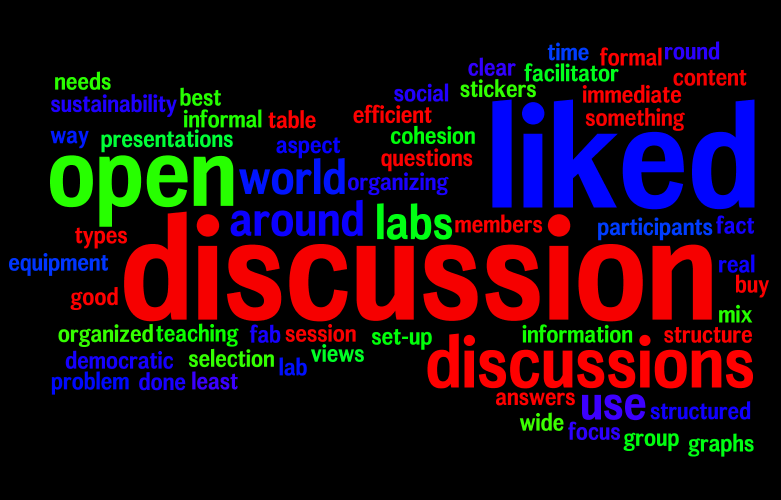 time formal round
needs clear facilitator content
sustainability best social stickers immediate
informal table efficient something
way presentations aspect cohesion liked
open world organizing questions
around labs members participants fact
types discussion
equipment real
good buy
mix
organized teaching fab session set-up information structure
democratic selection lab views discussions
problem done least
answers use structured
wide focus group graphs